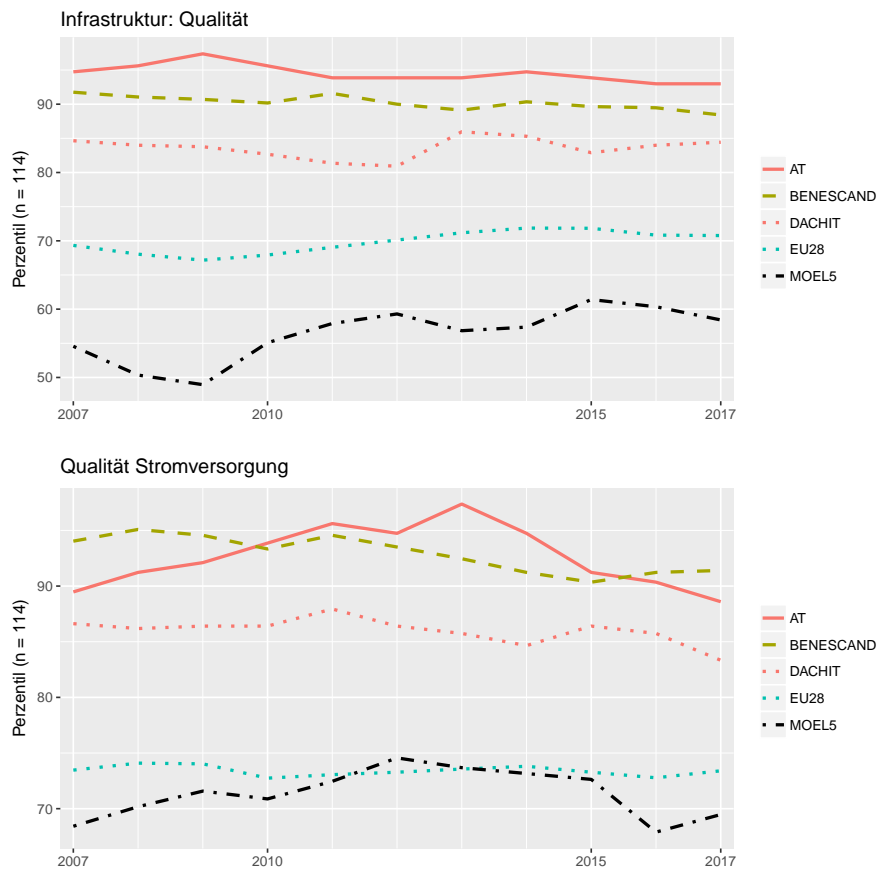 Infrastruktur: Qualität
Perzentil (n = 114)
90
80
70
60
50
2007
2010
2015
2017
AT
BENESCAND
DACHIT
EU28
MOEL5
Qualität Stromversorgung
Perzentil (n = 114)
90
80
70
2007
2010
2015
2017
AT
BENESCAND
DACHIT
EU28
MOEL5